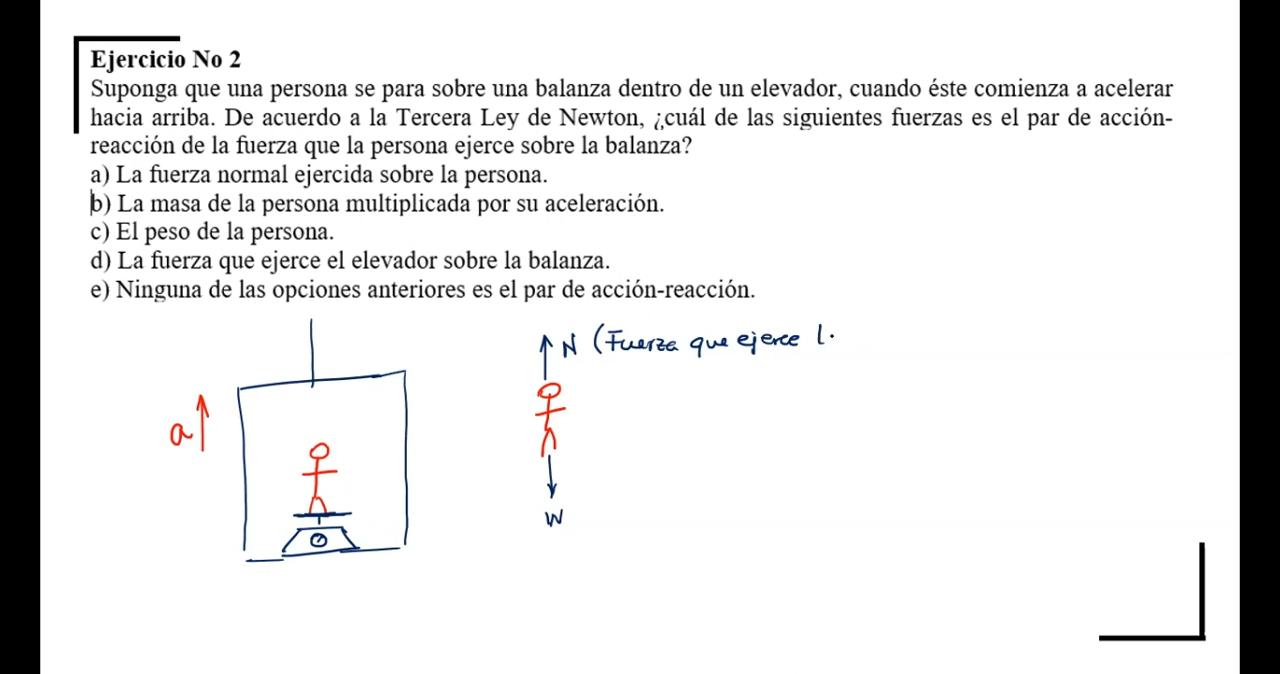 Ejercicio No 2
Suponga que una persona se para sobre una balanza dentro de un elevador, cuando éste comienza a acelerar
hacia arriba. De acuerdo a la Tercera Ley de Newton, ¿cuál de las siguientes fuerzas es el par de acción-
reacción de la fuerza que la persona ejerce sobre la balanza?
a) La fuerza normal ejercida sobre la persona.
b) La masa de la persona multiplicada por su aceleración.
c) El peso de la persona.
d) La fuerza que ejerce el elevador sobre la balanza.
e) Ninguna de las opciones anteriores es el par de acción-reacción.
N (Fuerza que ejerce l
a
W